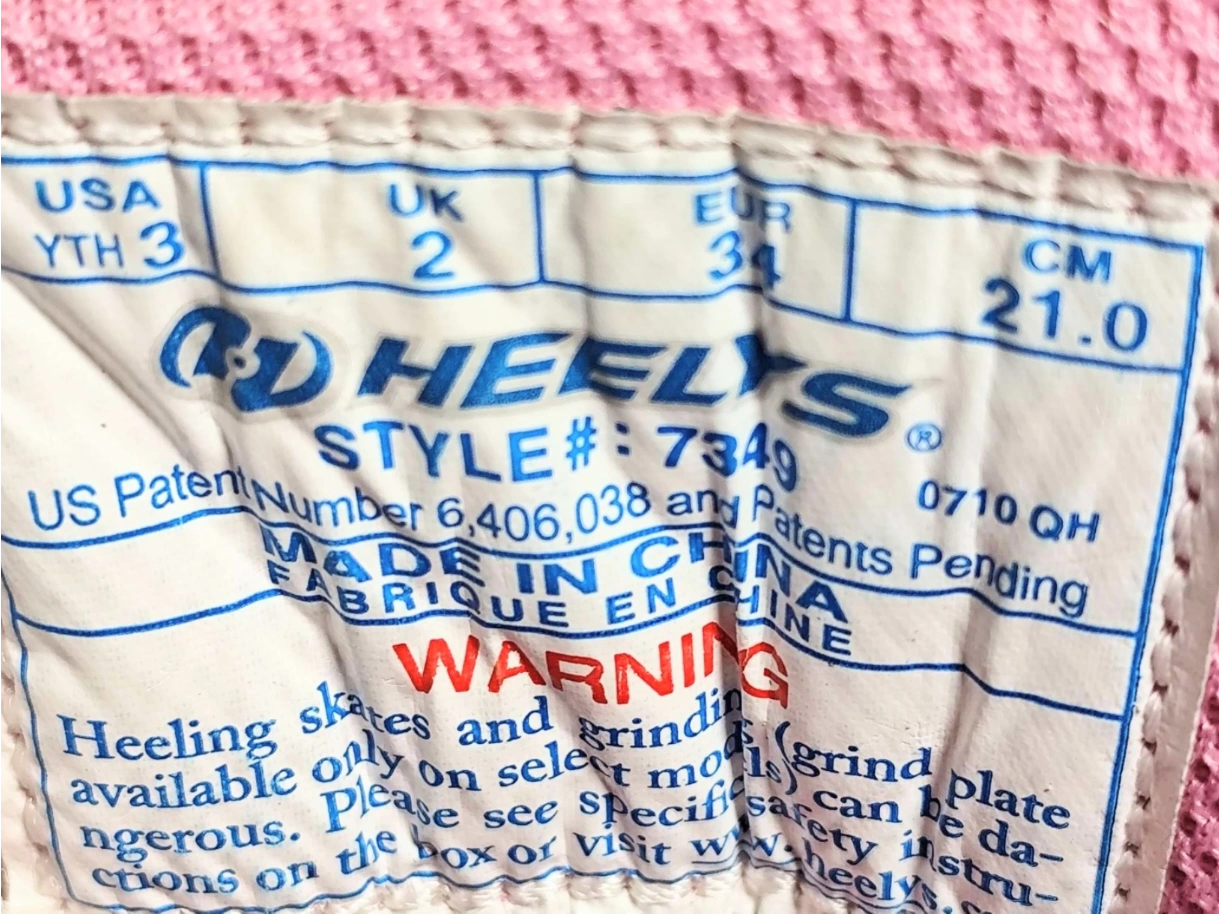 USA UK EUR CM
YTH 3 2 34 21.0
HEELYS®
STYLE#: 7349
0710 QH
US Patent Number 6,406,038 and Patents Pending
MADE IN CHINA
FABRIQUE EN CHINE
WARNING
Heeling skates and grinding (grind plate
available only on select models) can be da-
ngerous. Please see specific safety instru-
ctions on the box or visit www.heelys.